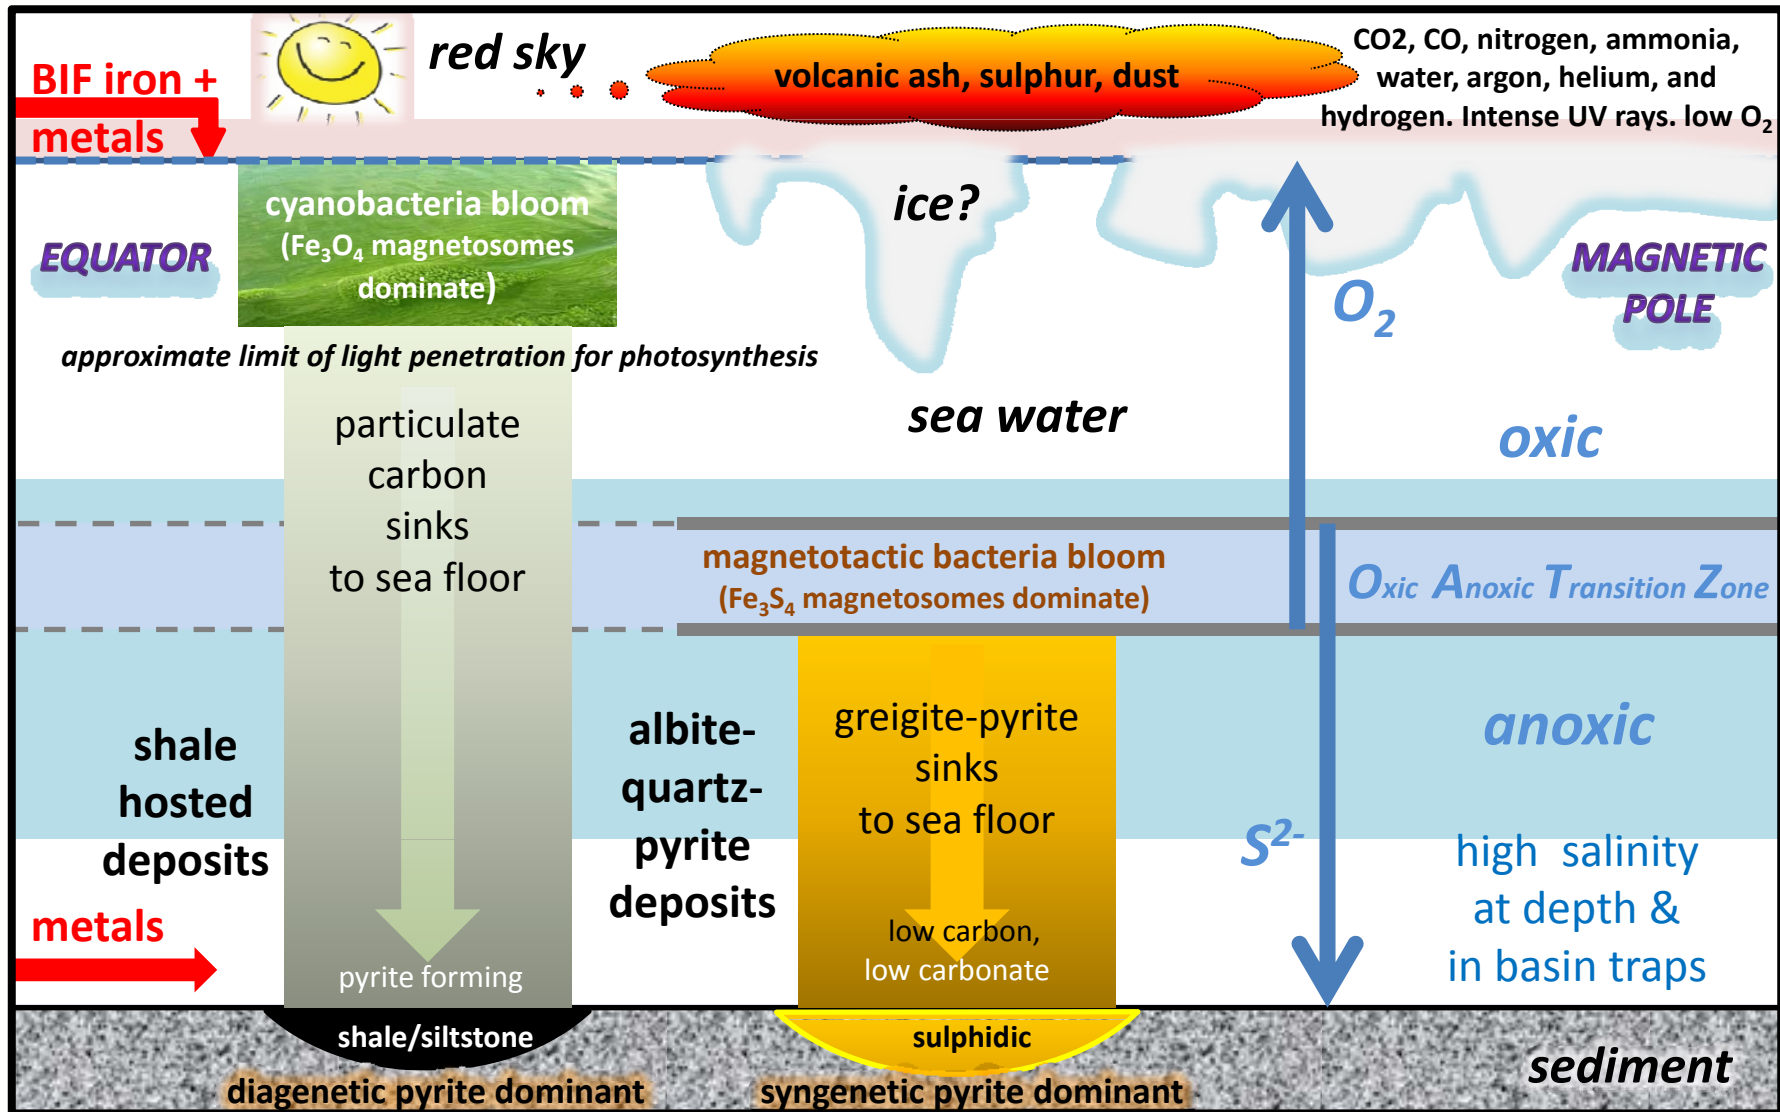 red sky
BIF iron +
metals
volcanic ash, sulphur, dust
CO2, CO, nitrogen, ammonia,
water, argon, helium, and
hydrogen. Intense UV rays. low O₂
cyanobacteria bloom
(Fe₃O₄ magnetosomes
dominate)
ice?
EQUATOR
MAGNETIC
POLE
O₂
approximate limit of light penetration for photosynthesis
particulate
carbon
sinks
to sea floor
sea water
oxic
magnetotactic bacteria bloom
(Fe₃S₄ magnetosomes dominate)
Oxic Anoxic Transition Zone
shale
hosted
deposits
albite-
quartz-
pyrite
deposits
greigite-pyrite
sinks
to sea floor
anoxic
S²⁻
high salinity
at depth &
in basin traps
metals
low carbon,
low carbonate
pyrite forming
shale/siltstone
sulphidic
sediment
diagenetic pyrite dominant
syngenetic pyrite dominant